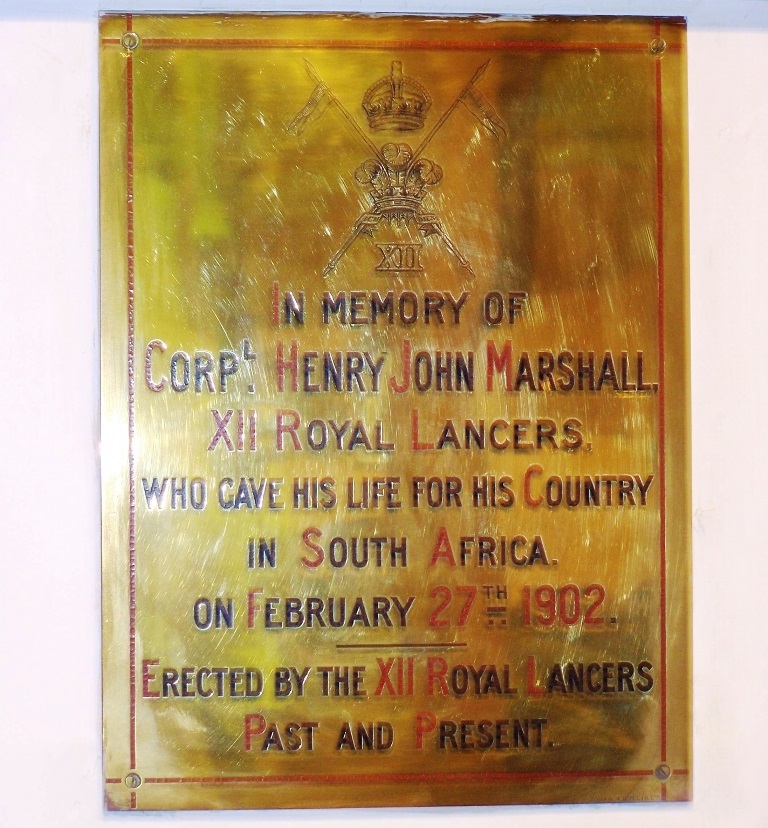 XII
IN MEMORY OF
CORPL. HENRY JOHN MARSHALL,
XII ROYAL LANCERS,
WHO GAVE HIS LIFE FOR HIS COUNTRY
IN SOUTH AFRICA.
ON FEBRUARY 27TH 1902.
ERECTED BY THE XII ROYAL LANCERS
PAST AND PRESENT.